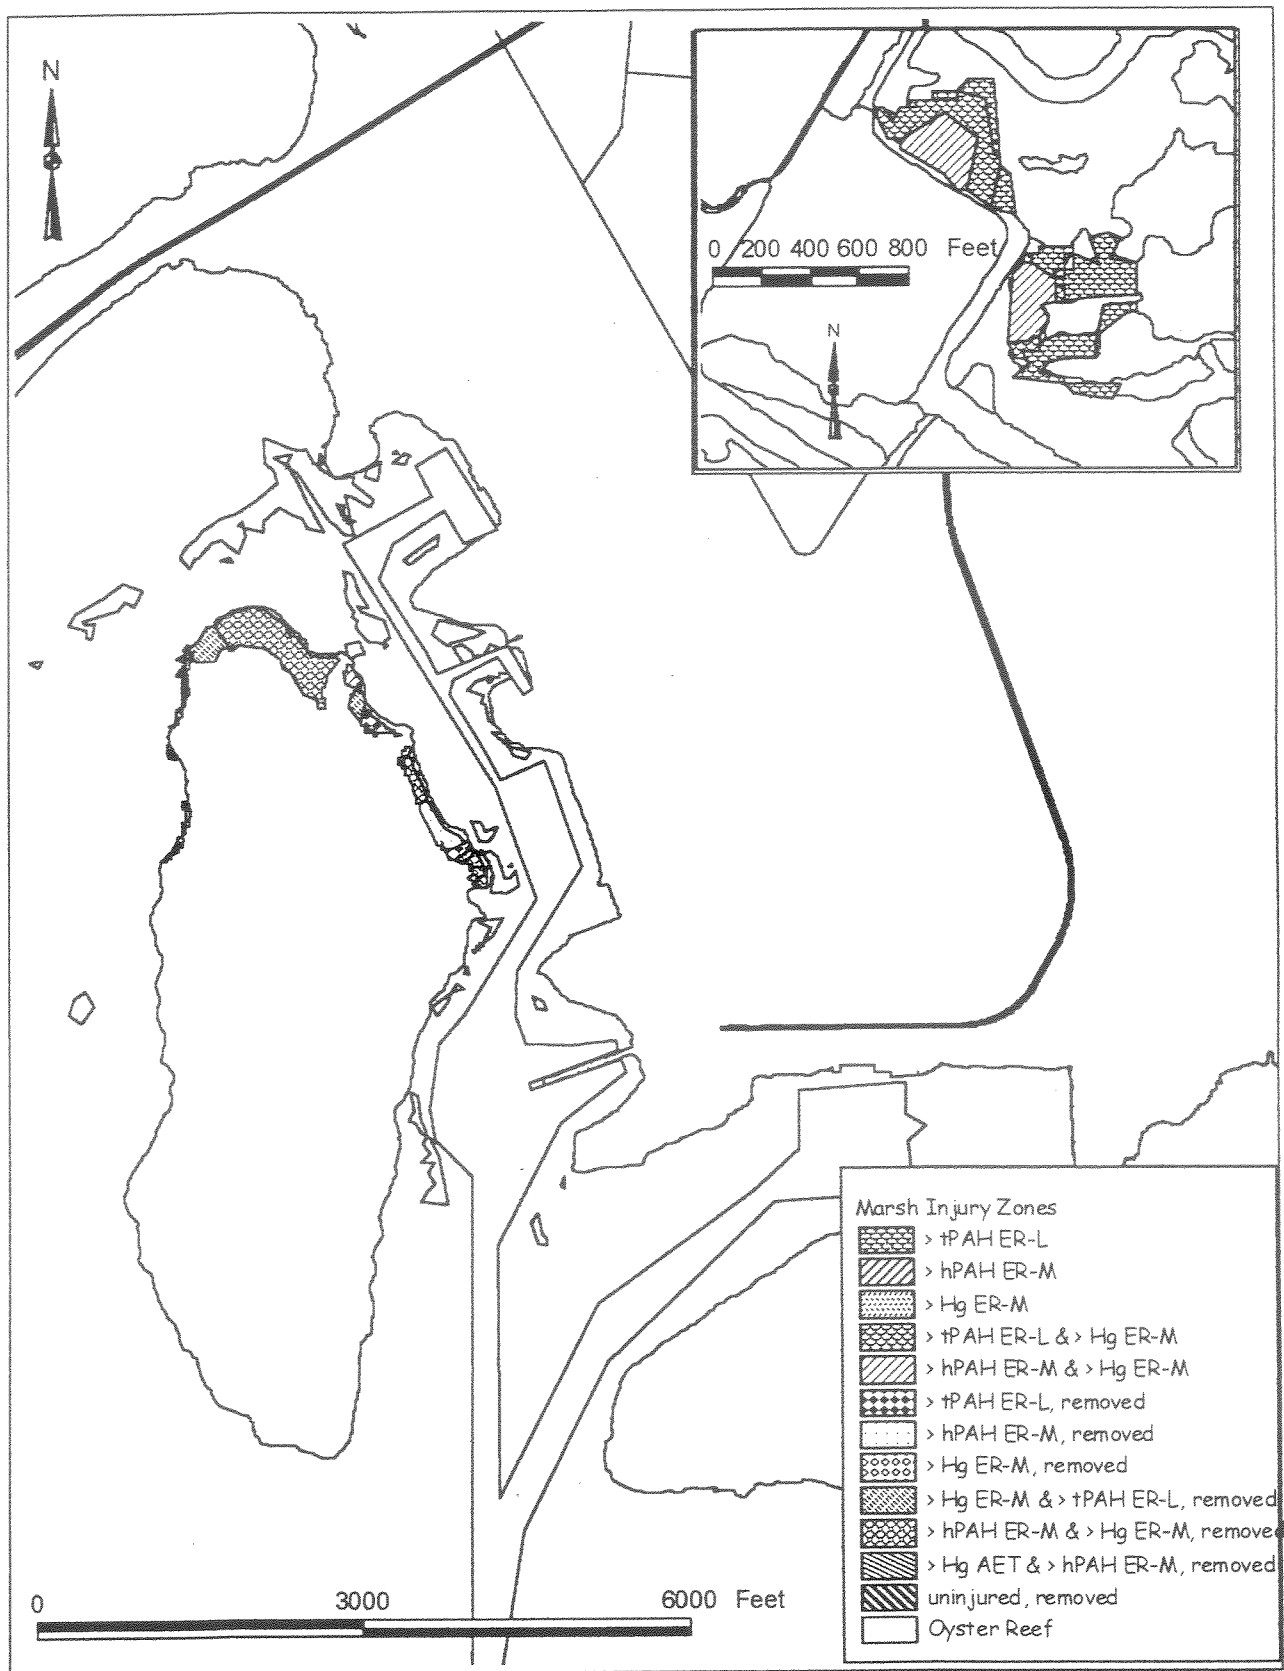 N
0 200 400 600 800 Feet
N
Marsh Injury Zones
> tPAH ER-L
> hPAH ER-M
> Hg ER-M
> tPAH ER-L & > Hg ER-M
> hPAH ER-M & > Hg ER-M
> tPAH ER-L, removed
> hPAH ER-M, removed
> Hg ER-M, removed
> Hg ER-M & > tPAH ER-L, removed
> hPAH ER-M & > Hg ER-M, removed
> Hg AET & > hPAH ER-M, removed
uninjured, removed
Oyster Reef
0 3000 6000 Feet